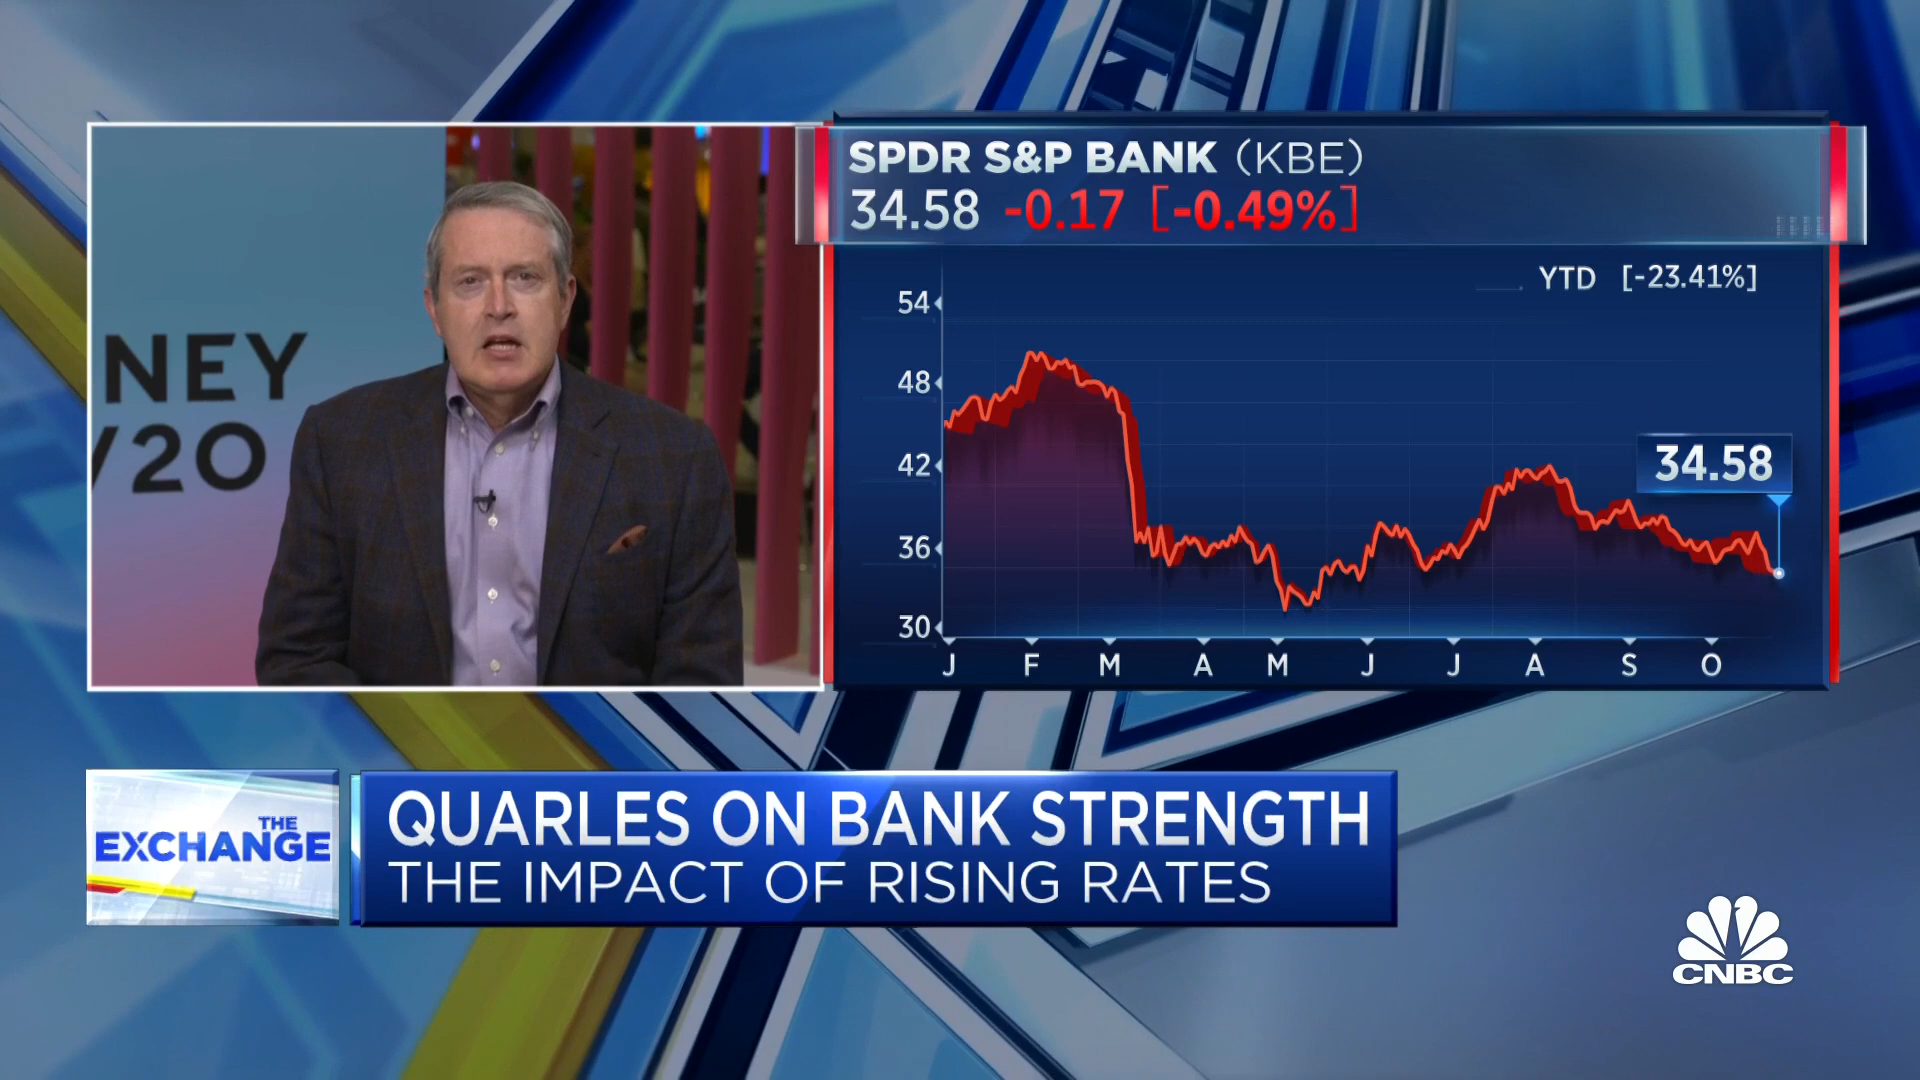 NEY
/20
SPDR S&P BANK (KBE)
34.58 -0.17 [-0.49%]
YTD [-23.41%]
54
48
42
36
30
34.58
J F M A M J J A S O
THE
EXCHANGE
QUARLES ON BANK STRENGTH
THE IMPACT OF RISING RATES
CNBC